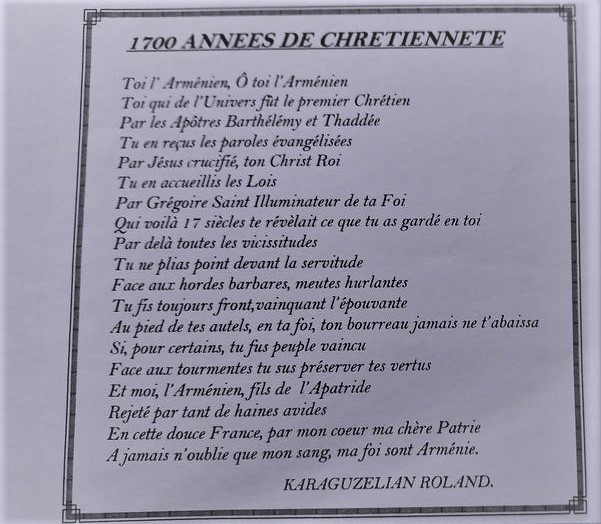 1700 ANNEES DE CHRETIENNETE
Toi l' Arménien, Ô toi l'Arménien
Toi qui de l'Univers fût le premier Chrétien
Par les Apôtres Barthélémy et Thaddée
Tu en reçus les paroles évangélisées
Par Jésus crucifié, ton Christ Roi
Tu en accueillis les Lois
Par Grégoire Saint Illuminateur de ta Foi
Qui voilà 17 siècles te révèlait ce que tu as gardé en toi
Par delà toutes les vicissitudes
Tu ne plias point devant la servitude
Face aux hordes barbares, meutes hurlantes
Tu fis toujours front,vainquant l'épouvante
Au pied de tes autels, en ta foi, ton bourreau jamais ne t'abaissa
Si, pour certains, tu fus peuple vaincu
Face aux tourmentes tu sus préserver tes vertus
Et moi, l'Arménien, fils de l'Apatride
Rejeté par tant de haines avides
En cette douce France, par mon coeur ma chère Patrie
A jamais n'oublie que mon sang, ma foi sont Arménie.
KARAGUZELIAN ROLAND.